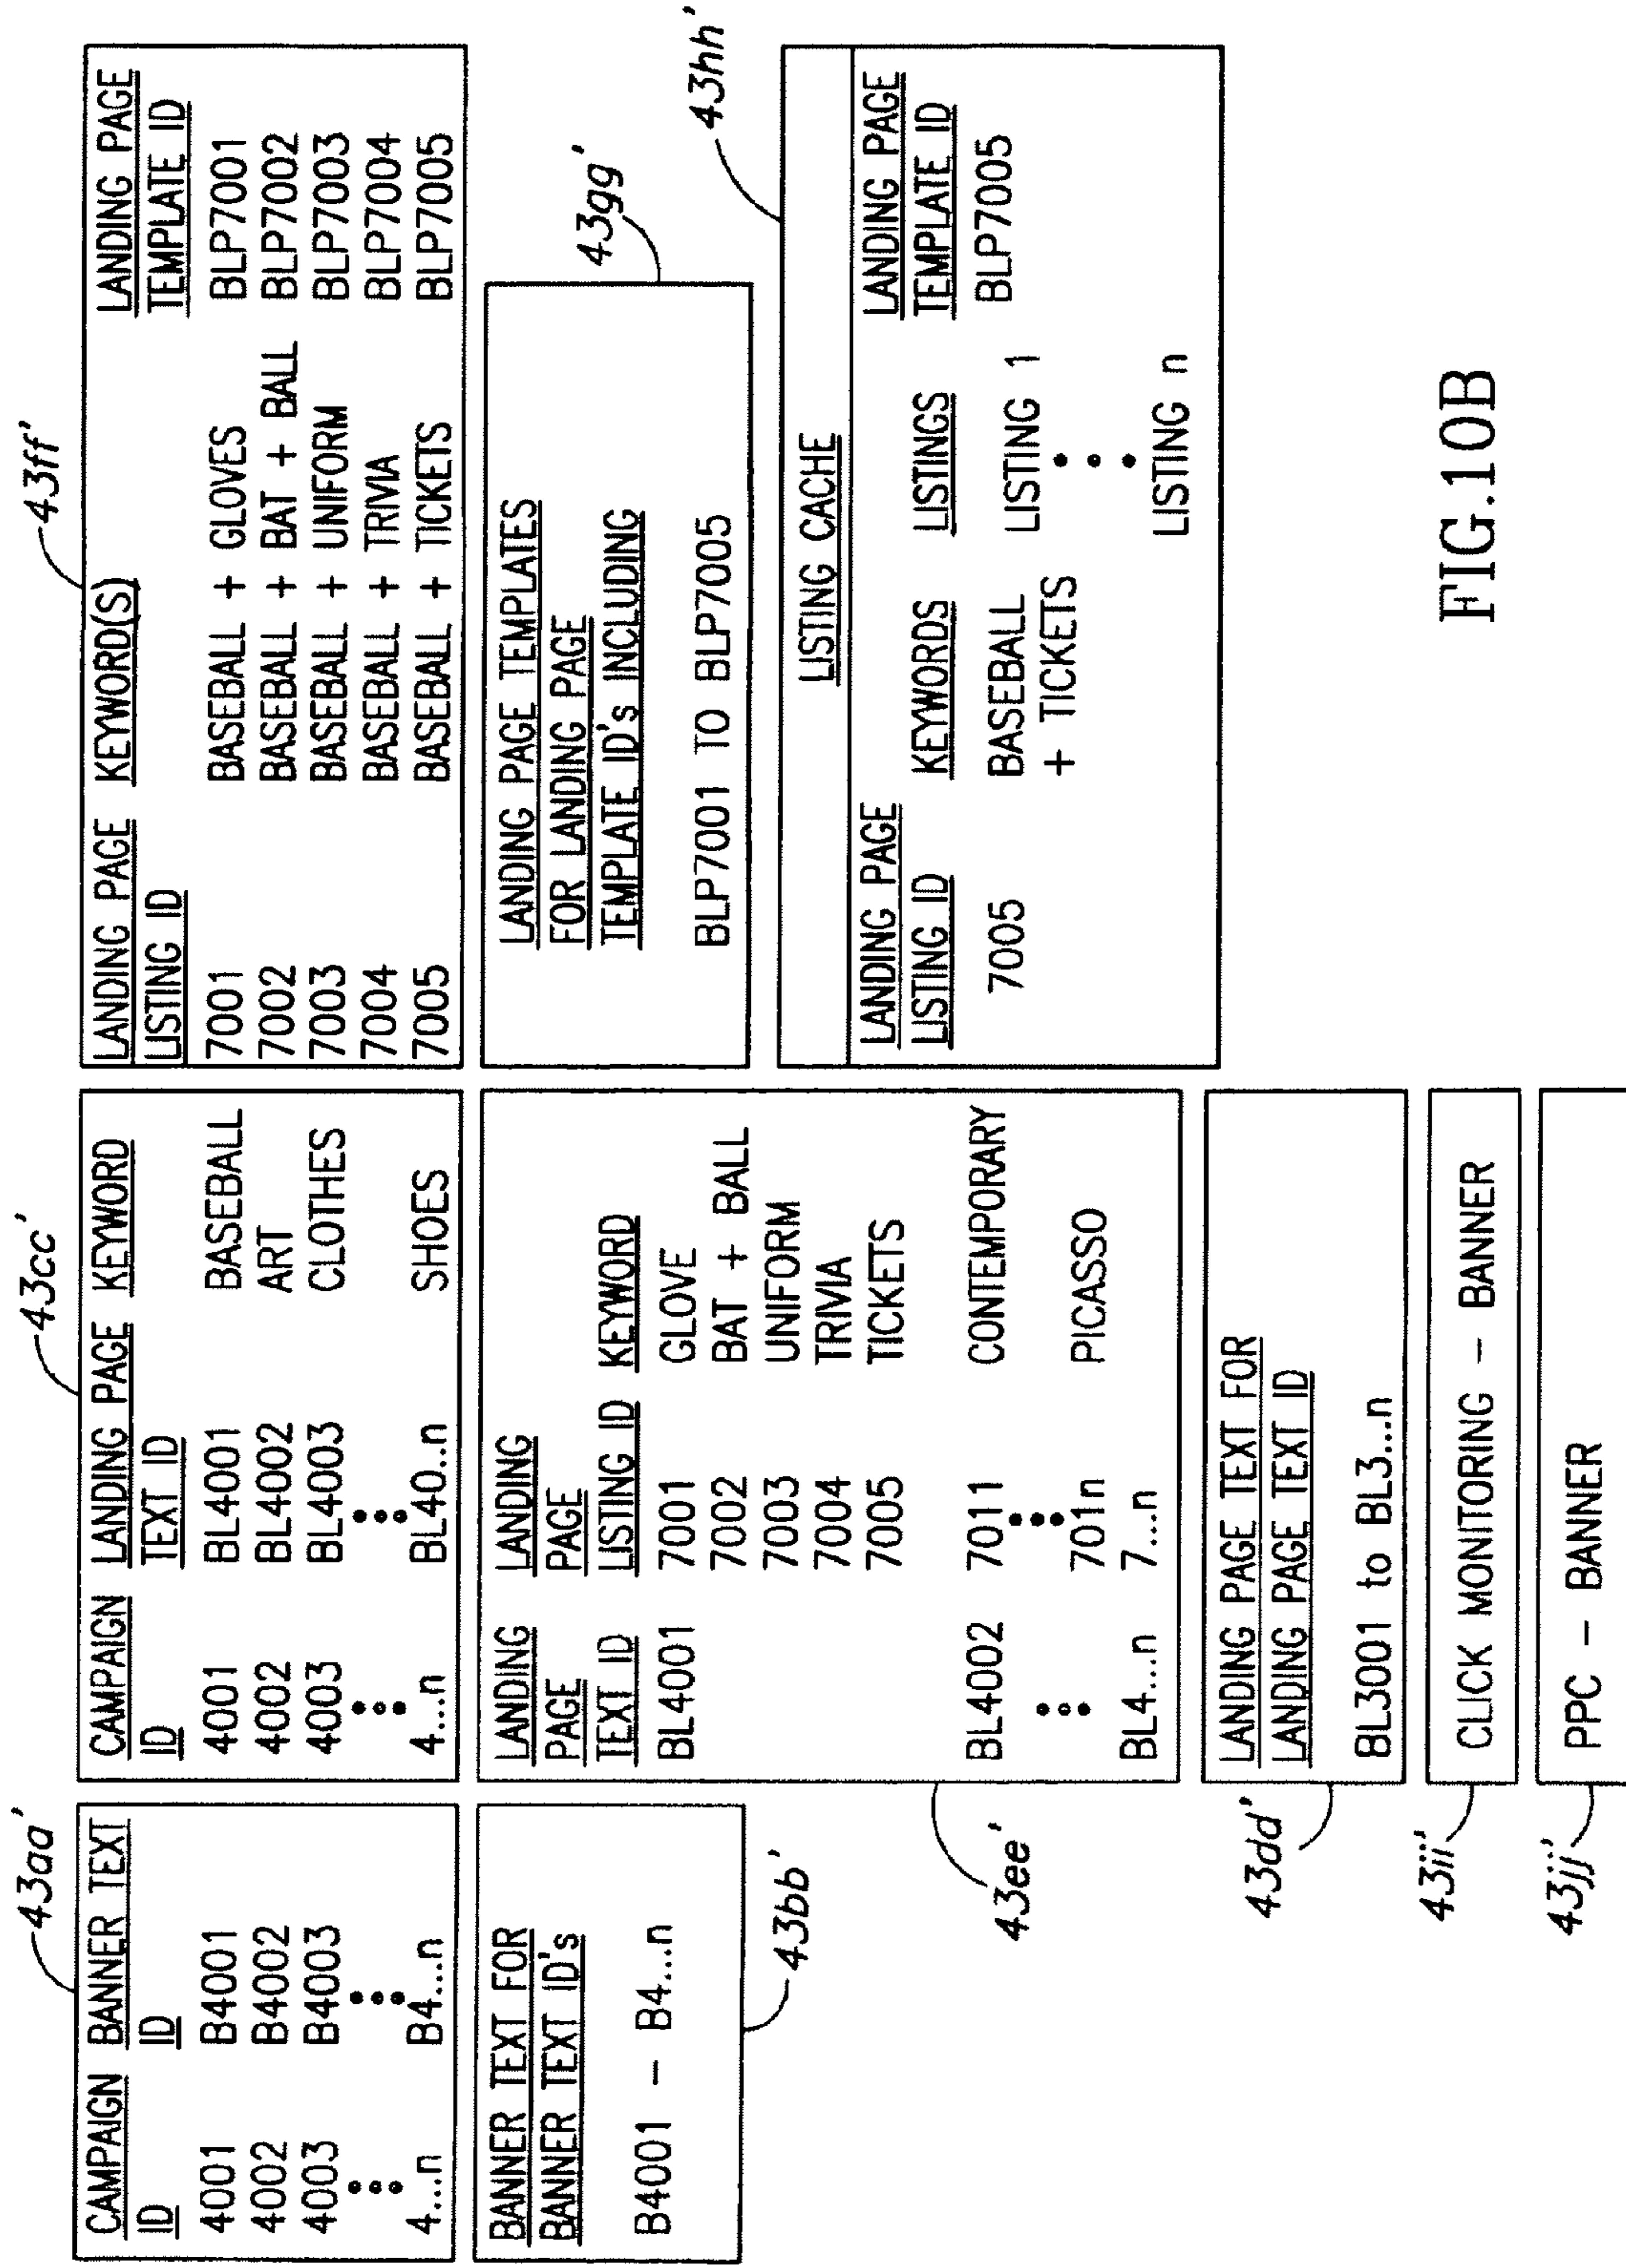 43aa'
CAMPAIGN BANNER TEXT
ID ID
4001 B4001
4002 B4002
4003 B4003
4...n B4...n
BANNER TEXT FOR
BANNER TEXT ID's
B4001 – B4...n
43bb'
43cc'
CAMPAIGN LANDING PAGE KEYWORD
ID TEXT ID
4001 BL4001 BASEBALL
4002 BL4002 ART
4003 BL4003 CLOTHES
4...n BL40..n SHOES
LANDING LANDING
PAGE PAGE
TEXT ID LISTING ID KEYWORD
BL4001 7001 GLOVE
7002 BAT + BALL
7003 UNIFORM
7004 TRIVIA
7005 TICKETS
BL4002 7011 CONTEMPORARY
701n PICASSO
BL4...n 7...n
43ee'
LANDING PAGE TEXT FOR
LANDING PAGE TEXT ID
BL3001 to BL3...n
43dd'
CLICK MONITORING – BANNER
43ii'
PPC – BANNER
43jj'
43ff'
LANDING PAGE KEYWORD(S) LANDING PAGE
LISTING ID TEMPLATE ID
7001 BASEBALL + GLOVES BLP7001
7002 BASEBALL + BAT + BALL BLP7002
7003 BASEBALL + UNIFORM BLP7003
7004 BASEBALL + TRIVIA BLP7004
7005 BASEBALL + TICKETS BLP7005
LANDING PAGE TEMPLATES
FOR LANDING PAGE
TEMPLATE ID's INCLUDING
BLP7001 TO BLP7005
43gg'
43hh'
LISTING CACHE
LANDING PAGE LANDING PAGE
LISTING ID KEYWORDS LISTINGS TEMPLATE ID
7005 BASEBALL LISTING 1 BLP7005
+ TICKETS
LISTING n
FIG.10B